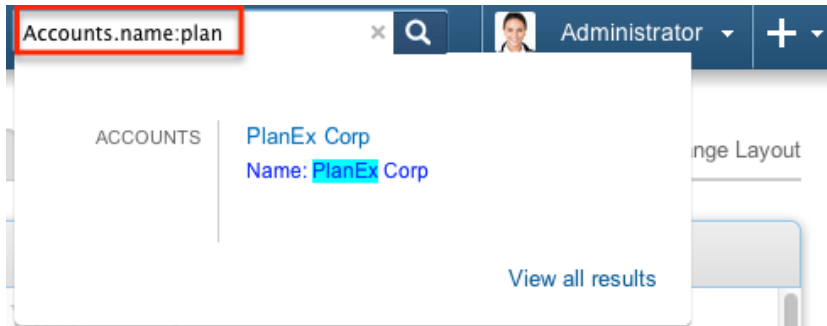 Accounts.name:plan × Administrator
ACCOUNTS PlanEx Corp
Name: PlanEx Corp
nge Layout
View all results